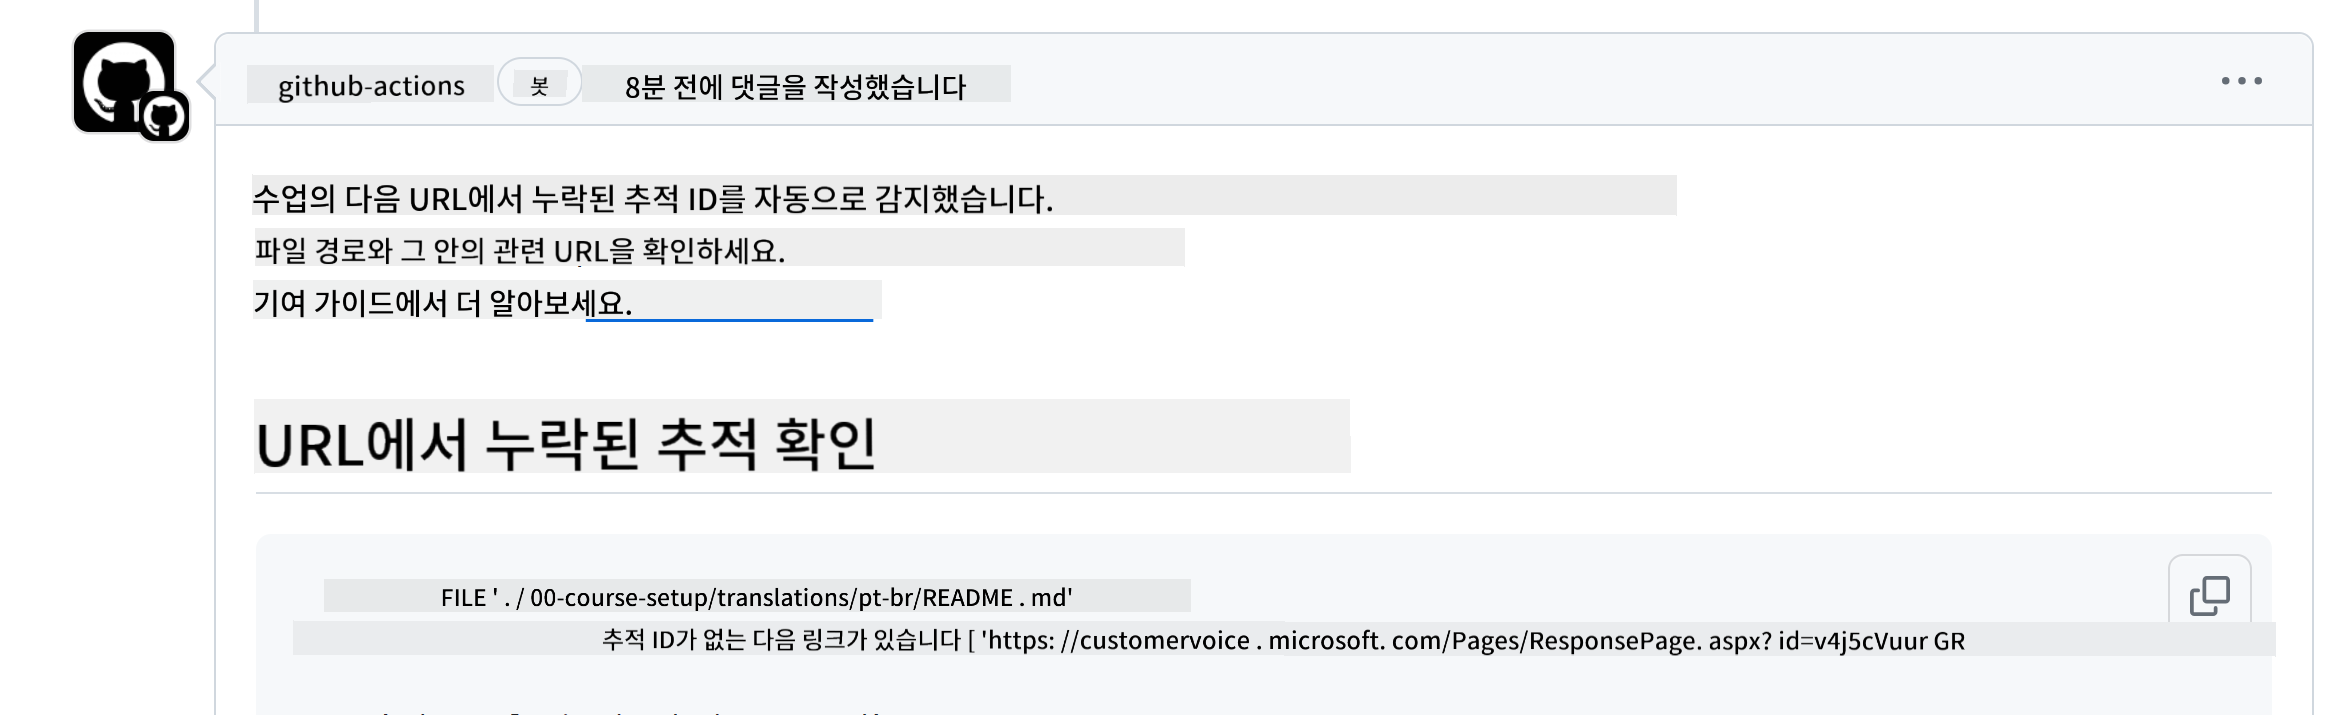 github-actions 봇 8분 전에 댓글을 작성했습니다
수업의 다음 URL에서 누락된 추적 ID를 자동으로 감지했습니다.
파일 경로와 그 안의 관련 URL을 확인하세요.
기여 가이드에서 더 알아보세요.
URL에서 누락된 추적 확인
FILE ' . / 00-course-setup/translations/pt-br/README . md'
추적 ID가 없는 다음 링크가 있습니다 [ 'https: //customervoice . microsoft. com/Pages/ResponsePage. aspx? id=v4j5cVuur GR